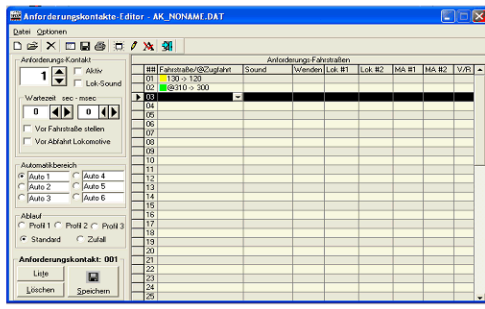 Anforderungskontakte-Editor - AK_NONAME.DAT
Datei Optionen
Anforderungs-Kontakt
1
Aktiv
Lok-Sound
Wartezeit sec - msec
0 0
Vor Fahrstraße stellen
Vor Abfahrt Lokomotive
Automatikbereich
Auto 1 Auto 4
Auto 2 Auto 5
Auto 3 Auto 6
Ablauf
Profil 1 Profil 2 Profil 3
Standard Zufall
Anforderungskontakt: 001
Liste
Löschen Speichern
Anforderungs-Fahrstraßen
## Fahrstraße/@Zugfahrt Sound Wenden Lok #1 Lok #2 MA #1 MA #2 V/R
01 130 -> 120
02 @310 -> 300
03
04
05
06
07
08
09
10
11
12
13
14
15
16
17
18
19
20
21
22
23
24
25